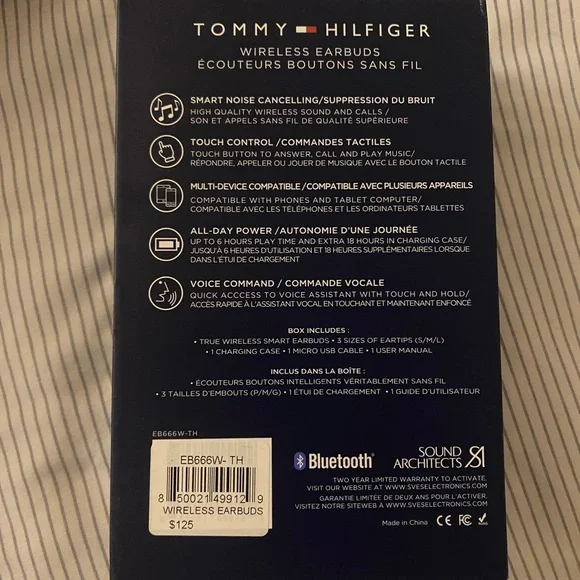 TOMMY HILFIGER
WIRELESS EARBUDS
ÉCOUTEURS BOUTONS SANS FIL
SMART NOISE CANCELLING/SUPPRESSION DU BRUIT
HIGH QUALITY WIRELESS SOUND AND CALLS /
SON ET APPELS SANS FIL DE QUALITÉ SUPÉRIEURE
TOUCH CONTROL /COMMANDES TACTILES
TOUCH BUTTON TO ANSWER, CALL AND PLAY MUSIC/
RÉPONDRE, APPELER OU JOUER DE MUSIQUE AVEC LE BOUTON TACTILE
MULTI-DEVICE COMPATIBLE /COMPATIBLE AVEC PLUSIEURS APPAREILS
COMPATIBLE WITH PHONES AND TABLET COMPUTER/
COMPATIBLE AVEC LES TÉLÉPHONES ET LES ORDINATEURS TABLETTES
ALL-DAY POWER /AUTONOMIE D'UNE JOURNÉE
UP TO 6 HOURS PLAY TIME AND EXTRA 18 HOURS IN CHARGING CASE/
JUSQU'À 6 HEURES D'UTILISATION ET 18 HEURES SUPPLÉMENTAIRES LORSQUE
DANS L'ÉTUI DE CHARGEMENT
VOICE COMMAND / COMMANDE VOCALE
QUICK ACCCESS TO VOICE ASSISTANT WITH TOUCH AND HOLD/
ACCÈS RAPIDE À L'ASSISTANT VOCAL EN TOUCHANT ET MAINTENANT ENFONCÉ
BOX INCLUDES :
• TRUE WIRELESS SMART EARBUDS • 3 SIZES OF EARTIPS (S/M/L)
• 1 CHARGING CASE • 1 MICRO USB CABLE • 1 USER MANUAL
INCLUS DANS LA BOÎTE :
• ÉCOUTEURS BOUTONS INTELLIGENTS VÉRITABLEMENT SANS FIL
• 3 TAILLES D'EMBOUTS (P/M/G) • 1 ÉTUI DE CHARGEMENT • 1 GUIDE D'UTILISATEUR
EB666W-TH
EB666W- TH
8 50021 49912 9
WIRELESS EARBUDS
$125
Bluetooth®
SOUND
ARCHITECTS SA
TWO YEAR LIMITED WARRANTY TO ACTIVATE,
VISIT OUR WEBSITE AT WWW.SVESELECTRONICS.COM
GARANTIE LIMITÉE DE DEUX ANS POUR L'ACTIVER,
VISITEZ NOTRE SITEWEB À WWW.SVESELECTRONICS.COM
Made in China CE FC